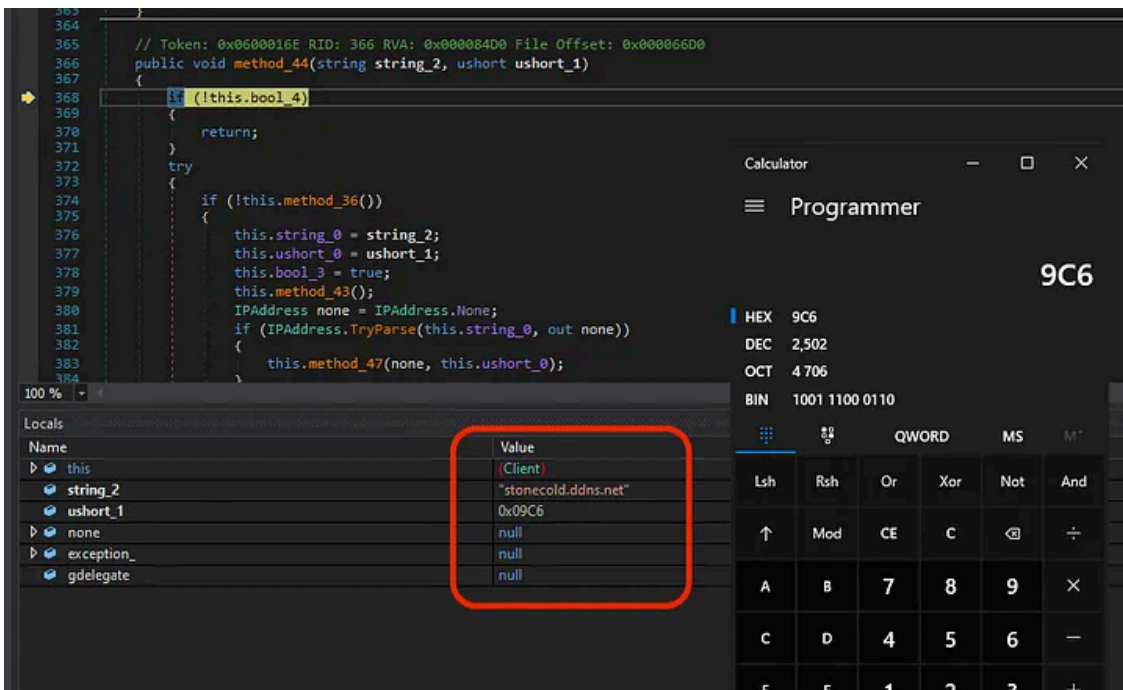 363 }
364
365 // Token: 0x0600016E RID: 366 RVA: 0x000084D0 File Offset: 0x000066D0
366 public void method_44(string string_2, ushort ushort_1)
367 {
368 if (!this.bool_4)
369 {
370 return;
371 }
372 try
373 {
374 if (!this.method_36())
375 {
376 this.string_0 = string_2;
377 this.ushort_0 = ushort_1;
378 this.bool_3 = true;
379 this.method_43();
380 IPAddress none = IPAddress.None;
381 if (IPAddress.TryParse(this.string_0, out none))
382 {
383 this.method_47(none, this.ushort_0);
384 }
100 %
Locals
Name Value
this {Client}
string_2 "stonecold.ddns.net"
ushort_1 0x09C6
none null
exception_ null
gdelegate null
Calculator
Programmer
9C6
HEX 9C6
DEC 2,502
OCT 4 706
BIN 1001 1100 0110
QWORD MS M˅
Lsh Rsh Or Xor Not And
↑ Mod CE C ⌫ ÷
A B 7 8 9 ×
C D 4 5 6 −
E F 1 2 3 +